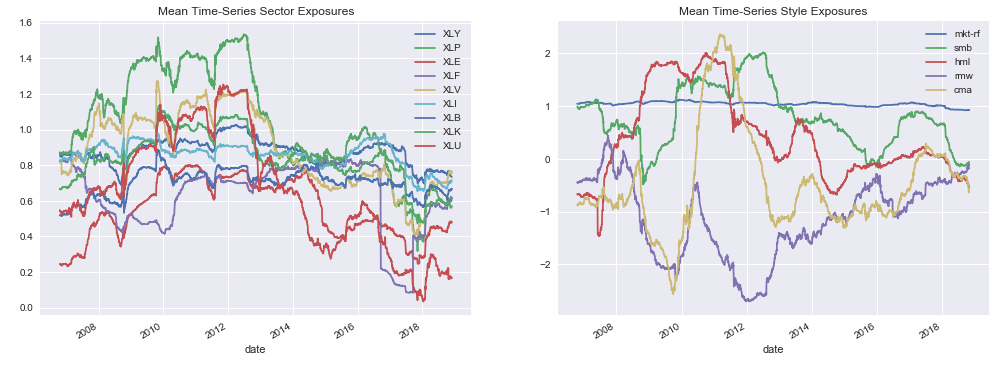 Mean Time-Series Sector Exposures
1.6
1.4
1.2
1.0
0.8
0.6
0.4
0.2
0.0
XLY
XLP
XLE
XLF
XLV
XLI
XLB
XLK
XLU
2008
2010
2012
2014
2016
2018
date
Mean Time-Series Style Exposures
2
1
0
−1
−2
mkt-rf
smb
hml
rmw
cma
2008
2010
2012
2014
2016
2018
date